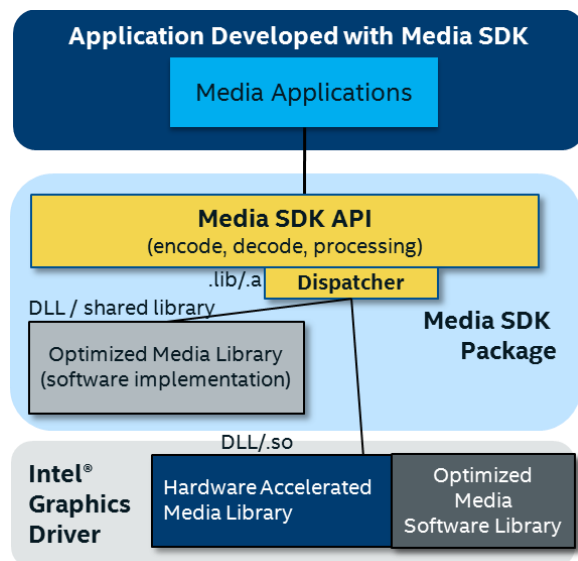 Application Developed with Media SDK
Media Applications
Media SDK API
(encode, decode, processing)
.lib/.a
Dispatcher
DLL / shared library
Optimized Media Library
(software implementation)
Media SDK
Package
DLL/.so
Intel®
Graphics
Driver
Hardware Accelerated
Media Library
Optimized
Media
Software Library